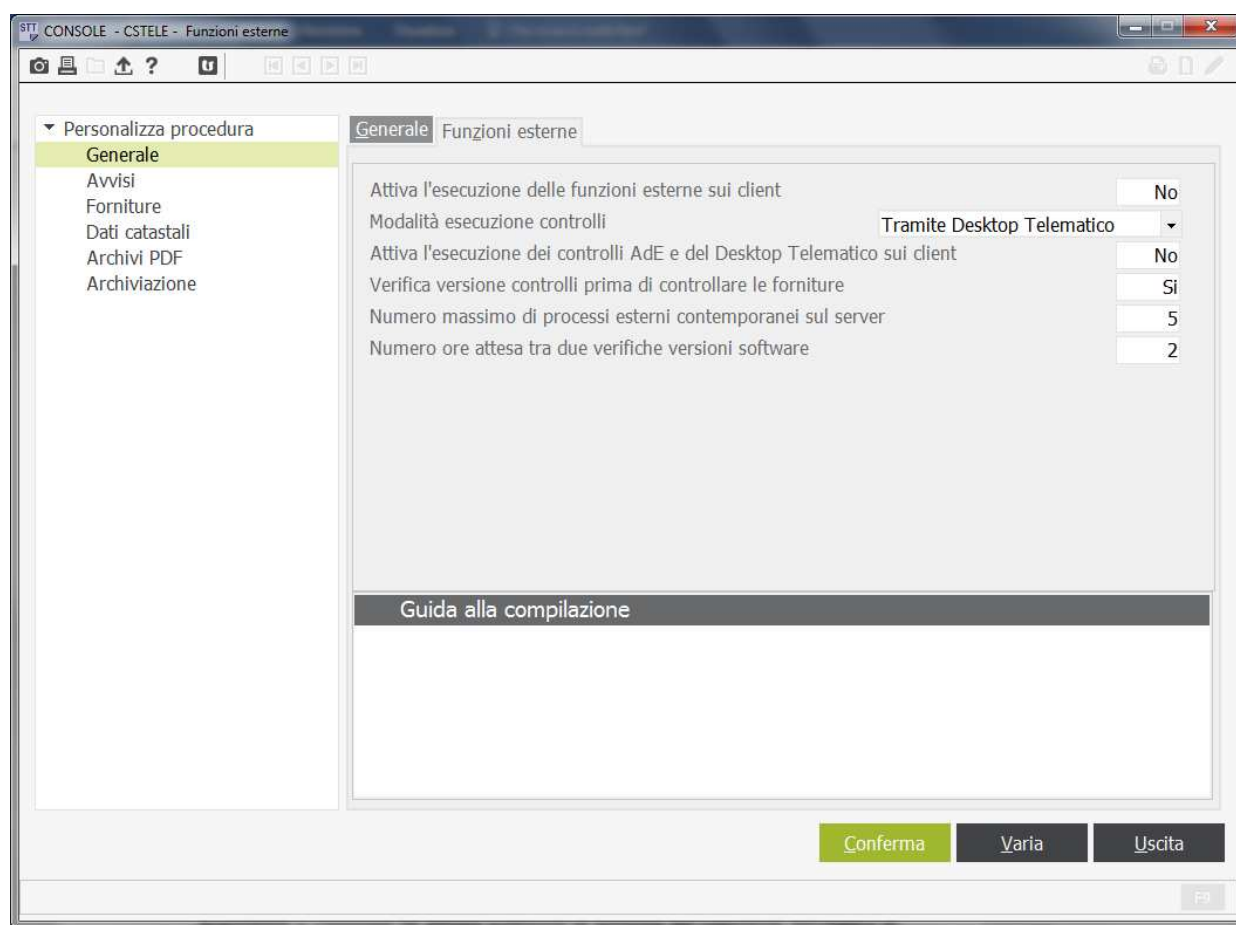 STT CONSOLE - CSTELE - Funzioni esterne
Personalizza procedura
Generale
Avvisi
Forniture
Dati catastali
Archivi PDF
Archiviazione
Generale Funzioni esterne
Attiva l'esecuzione delle funzioni esterne sui client No
Modalità esecuzione controlli Tramite Desktop Telematico
Attiva l'esecuzione dei controlli AdE e del Desktop Telematico sui client No
Verifica versione controlli prima di controllare le forniture Si
Numero massimo di processi esterni contemporanei sul server 5
Numero ore attesa tra due verifiche versioni software 2
Guida alla compilazione
Conferma Varia Uscita
F9